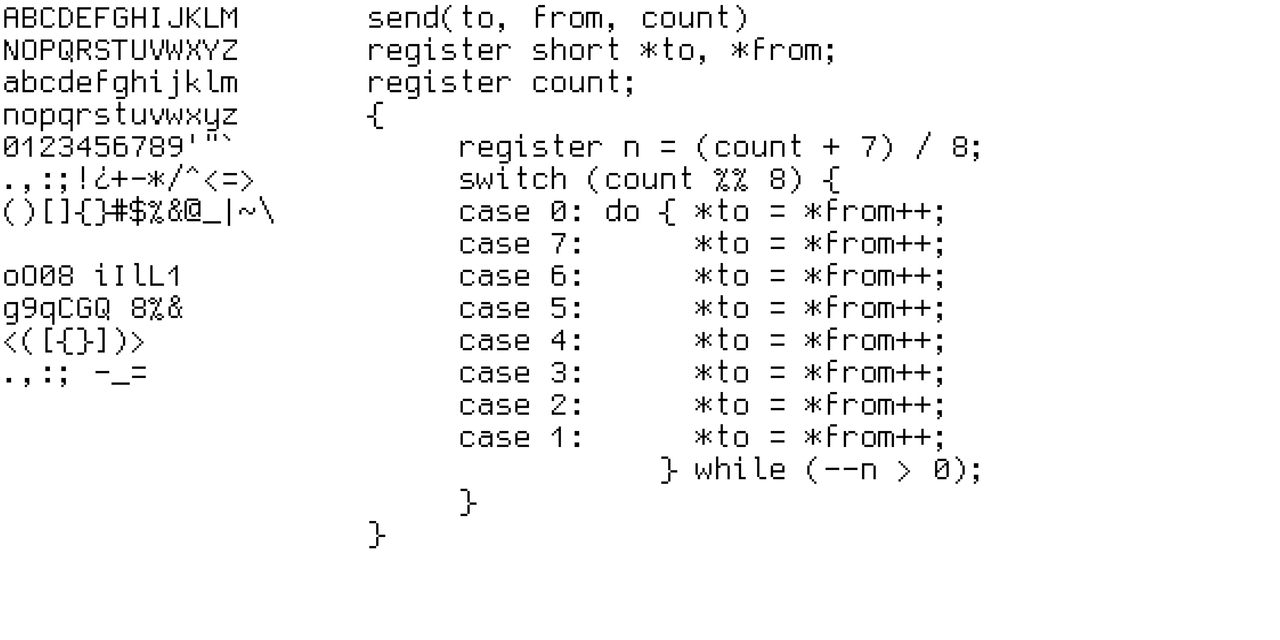 ABCDEFGHIJKLM
NOPQRSTUVWXYZ
abcdefghijklm
nopqrstuvwxyz
0123456789'"`
.,:;!¿+-*/^<=>
()[]{}#$%&@_|~\
oO08 iIlL1
g9qCGQ 8%&
<([{}])>
.,:; -_=
send(to, from, count)
register short *to, *from;
register count;
{
     register n = (count + 7) / 8;
     switch (count %% 8) {
     case 0: do { *to = *from++;
     case 7:      *to = *from++;
     case 6:      *to = *from++;
     case 5:      *to = *from++;
     case 4:      *to = *from++;
     case 3:      *to = *from++;
     case 2:      *to = *from++;
     case 1:      *to = *from++;
                } while (--n > 0);
     }
}